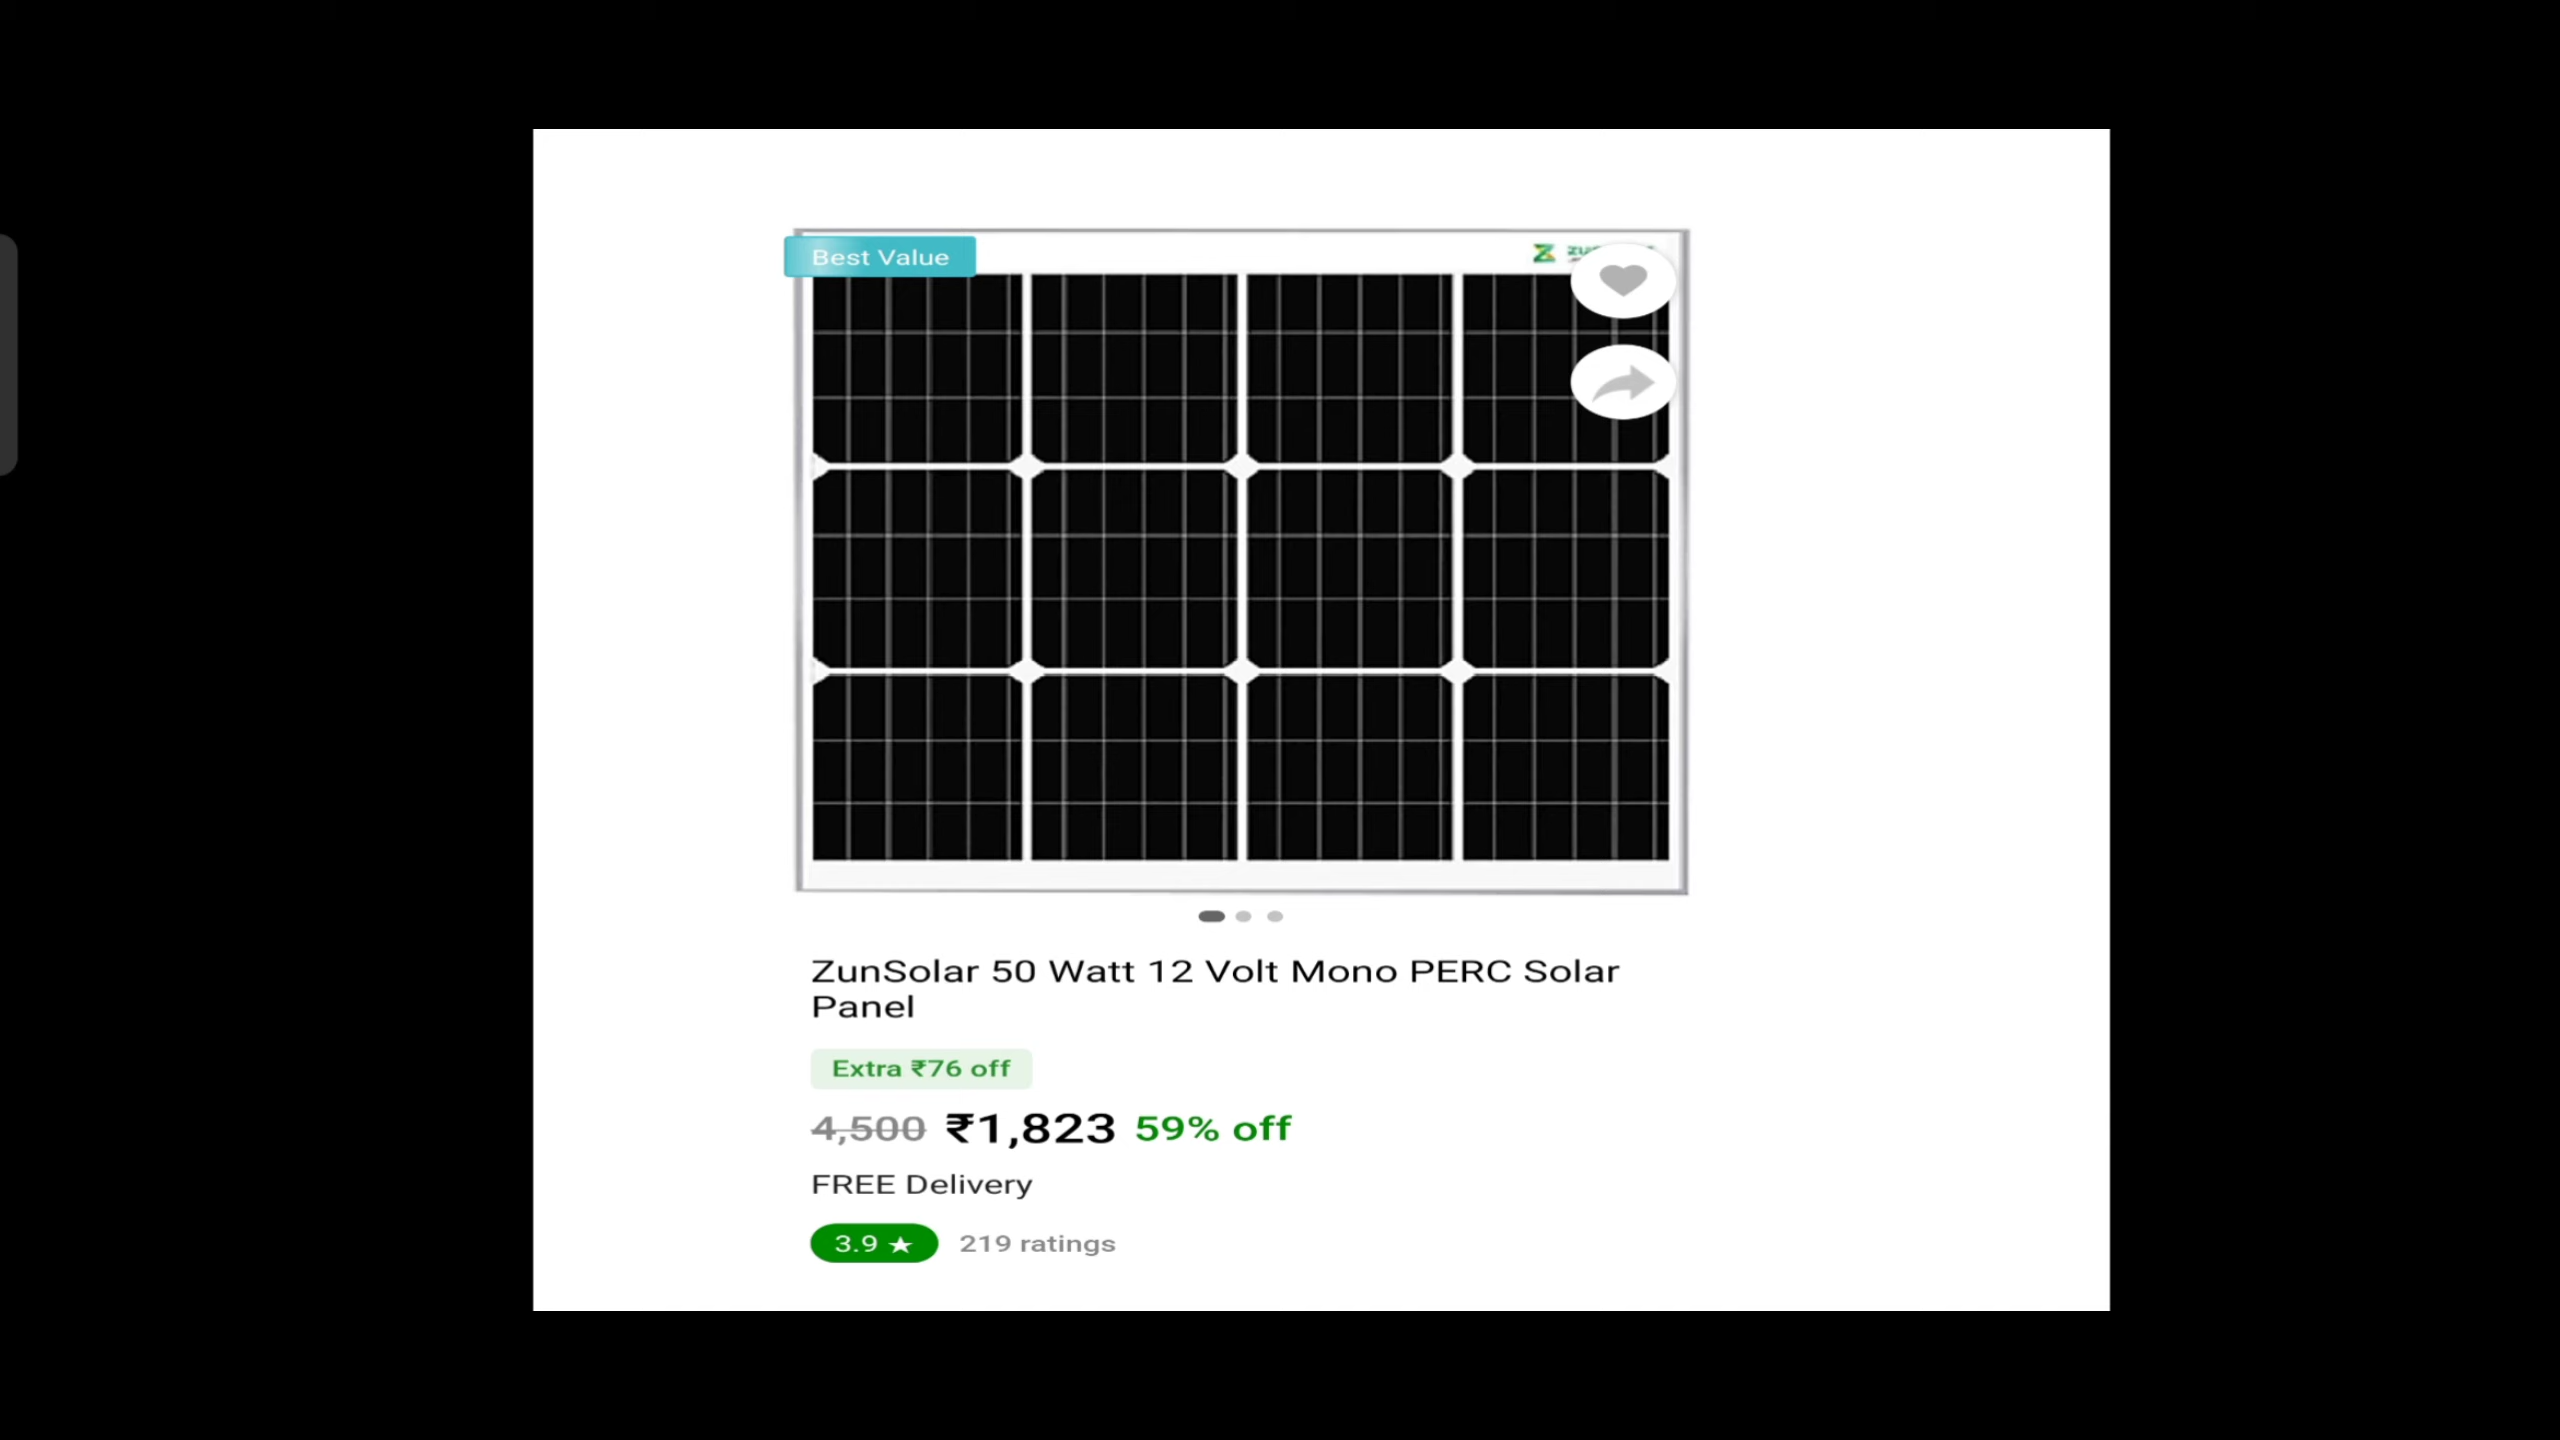 Best Value
ZunSolar 50 Watt 12 Volt Mono PERC Solar
Panel
Extra ₹76 off
4,500 ₹1,823 59% off
FREE Delivery
3.9 ★ 219 ratings